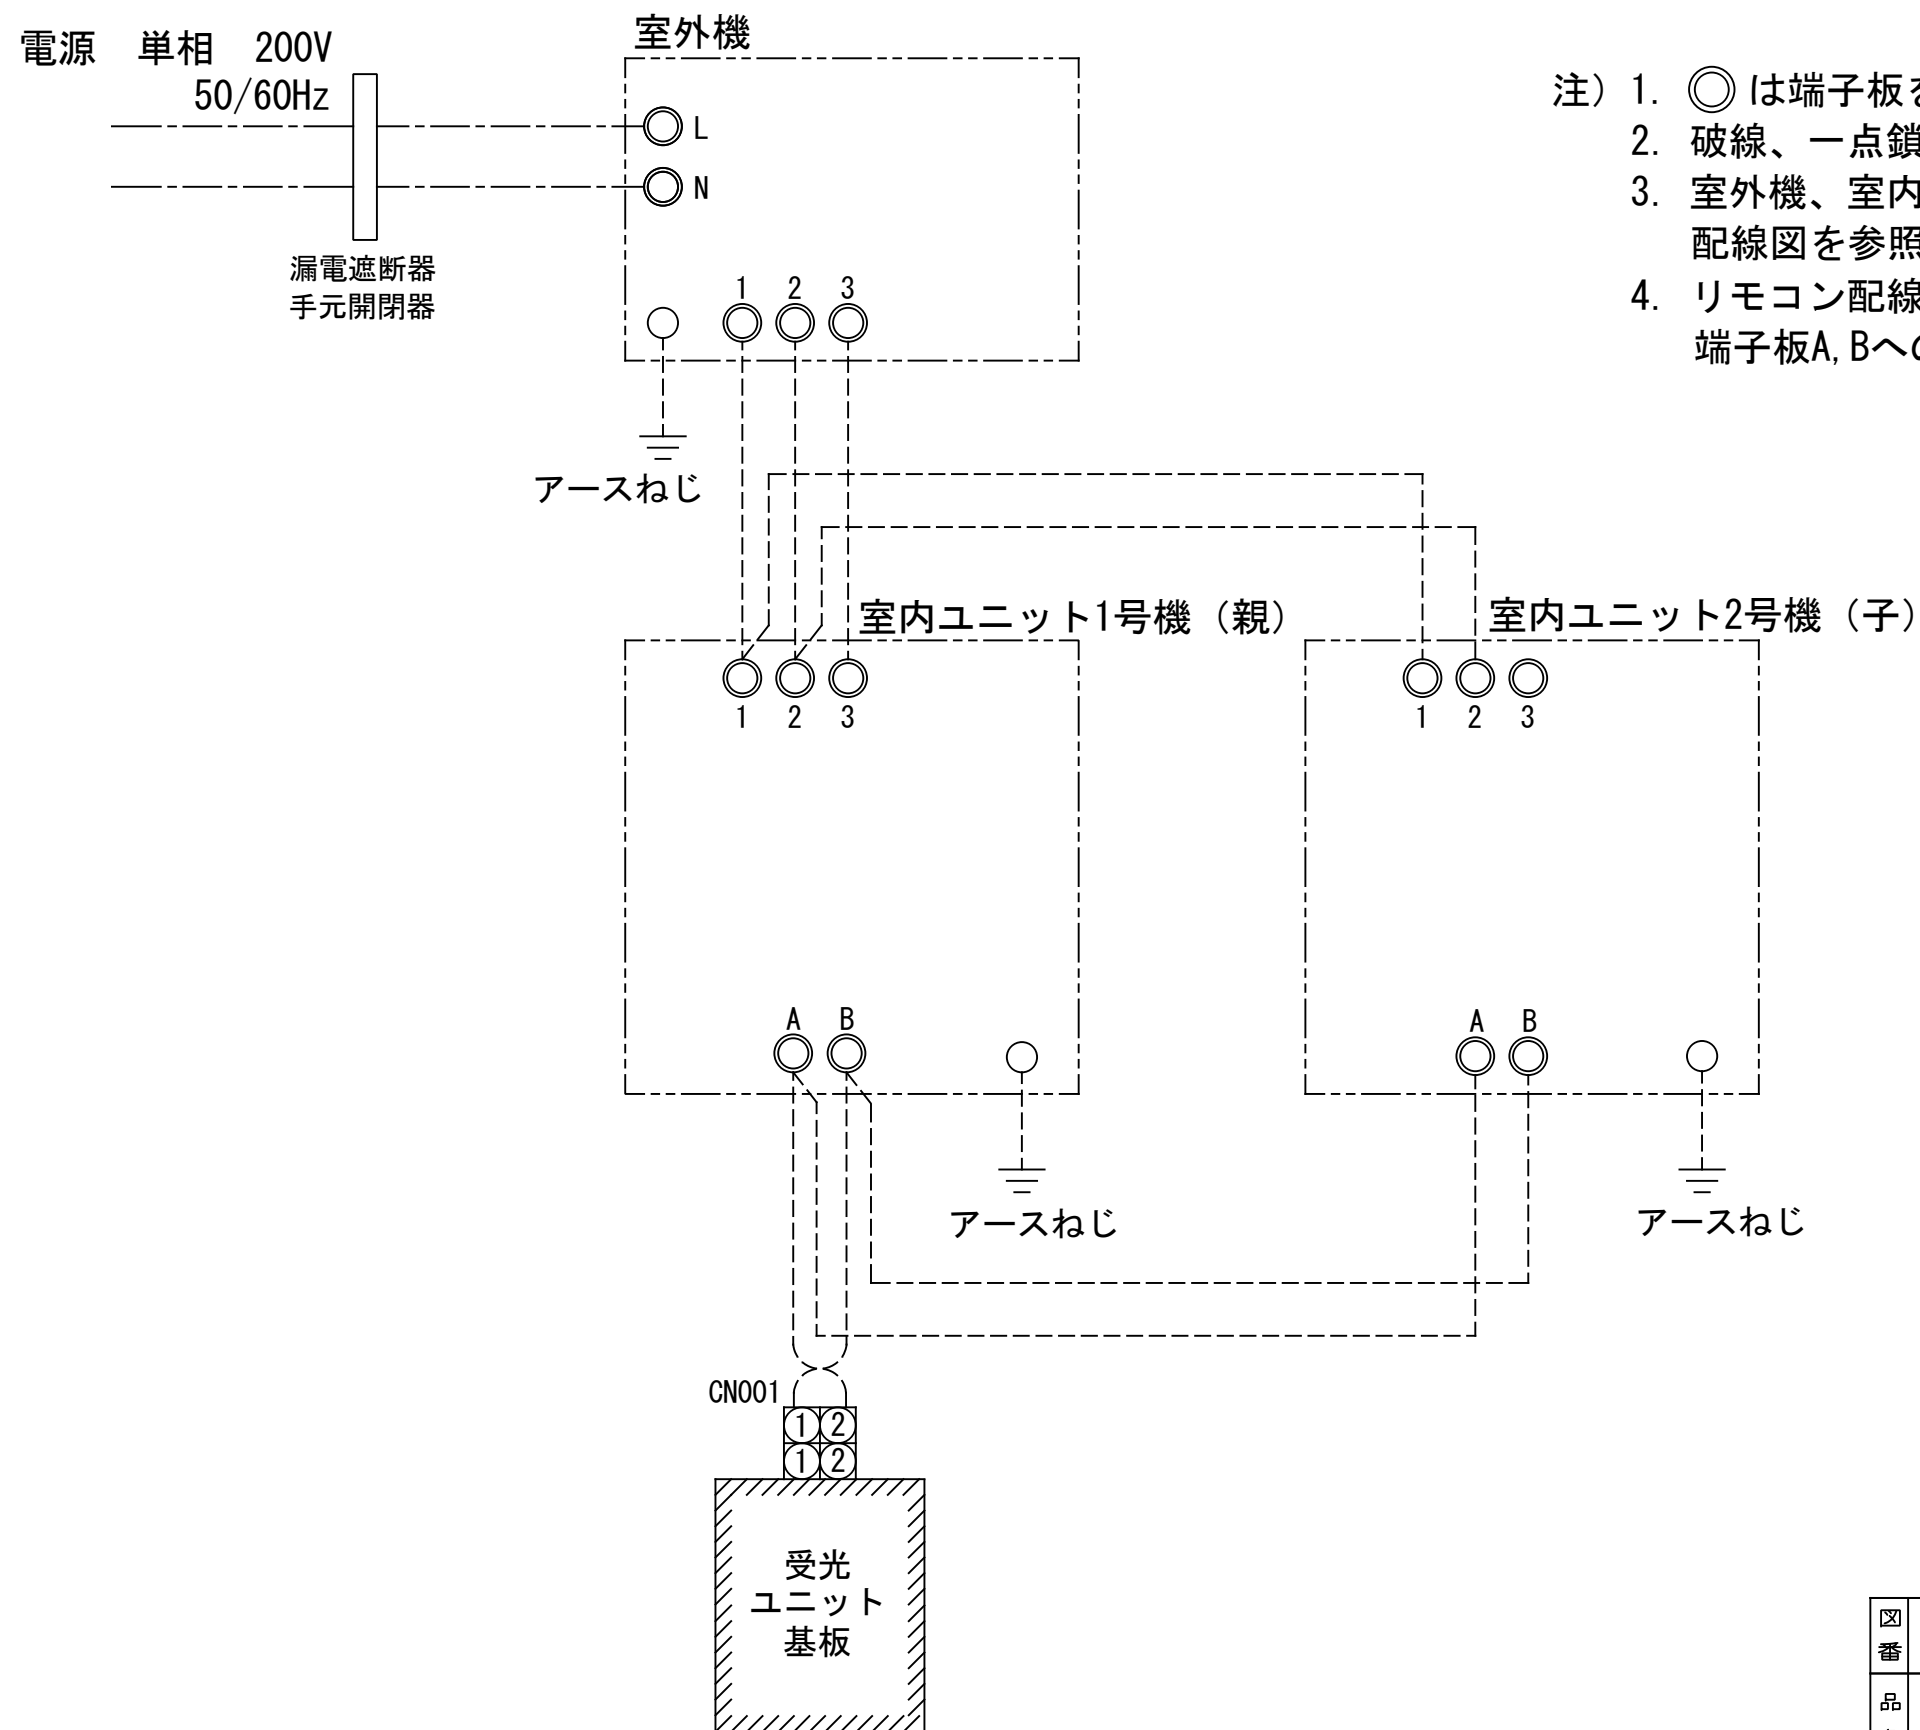 電源 単相 200V
50/60Hz
漏電遮断器
手元開閉器
室外機
L
N
1 2 3
アースねじ
注) 1. ◎ は端子板
2. 破線、一点鎖
3. 室外機、室内
配線図を参照
4. リモコン配線
端子板A,Bへ
室内ユニット1号機 (親)
1 2 3
A B
アースねじ
室内ユニット2号機 (子)
1 2 3
A B
アースねじ
CN001
1 2
1 2
受光
ユニット
基板
図
番
品